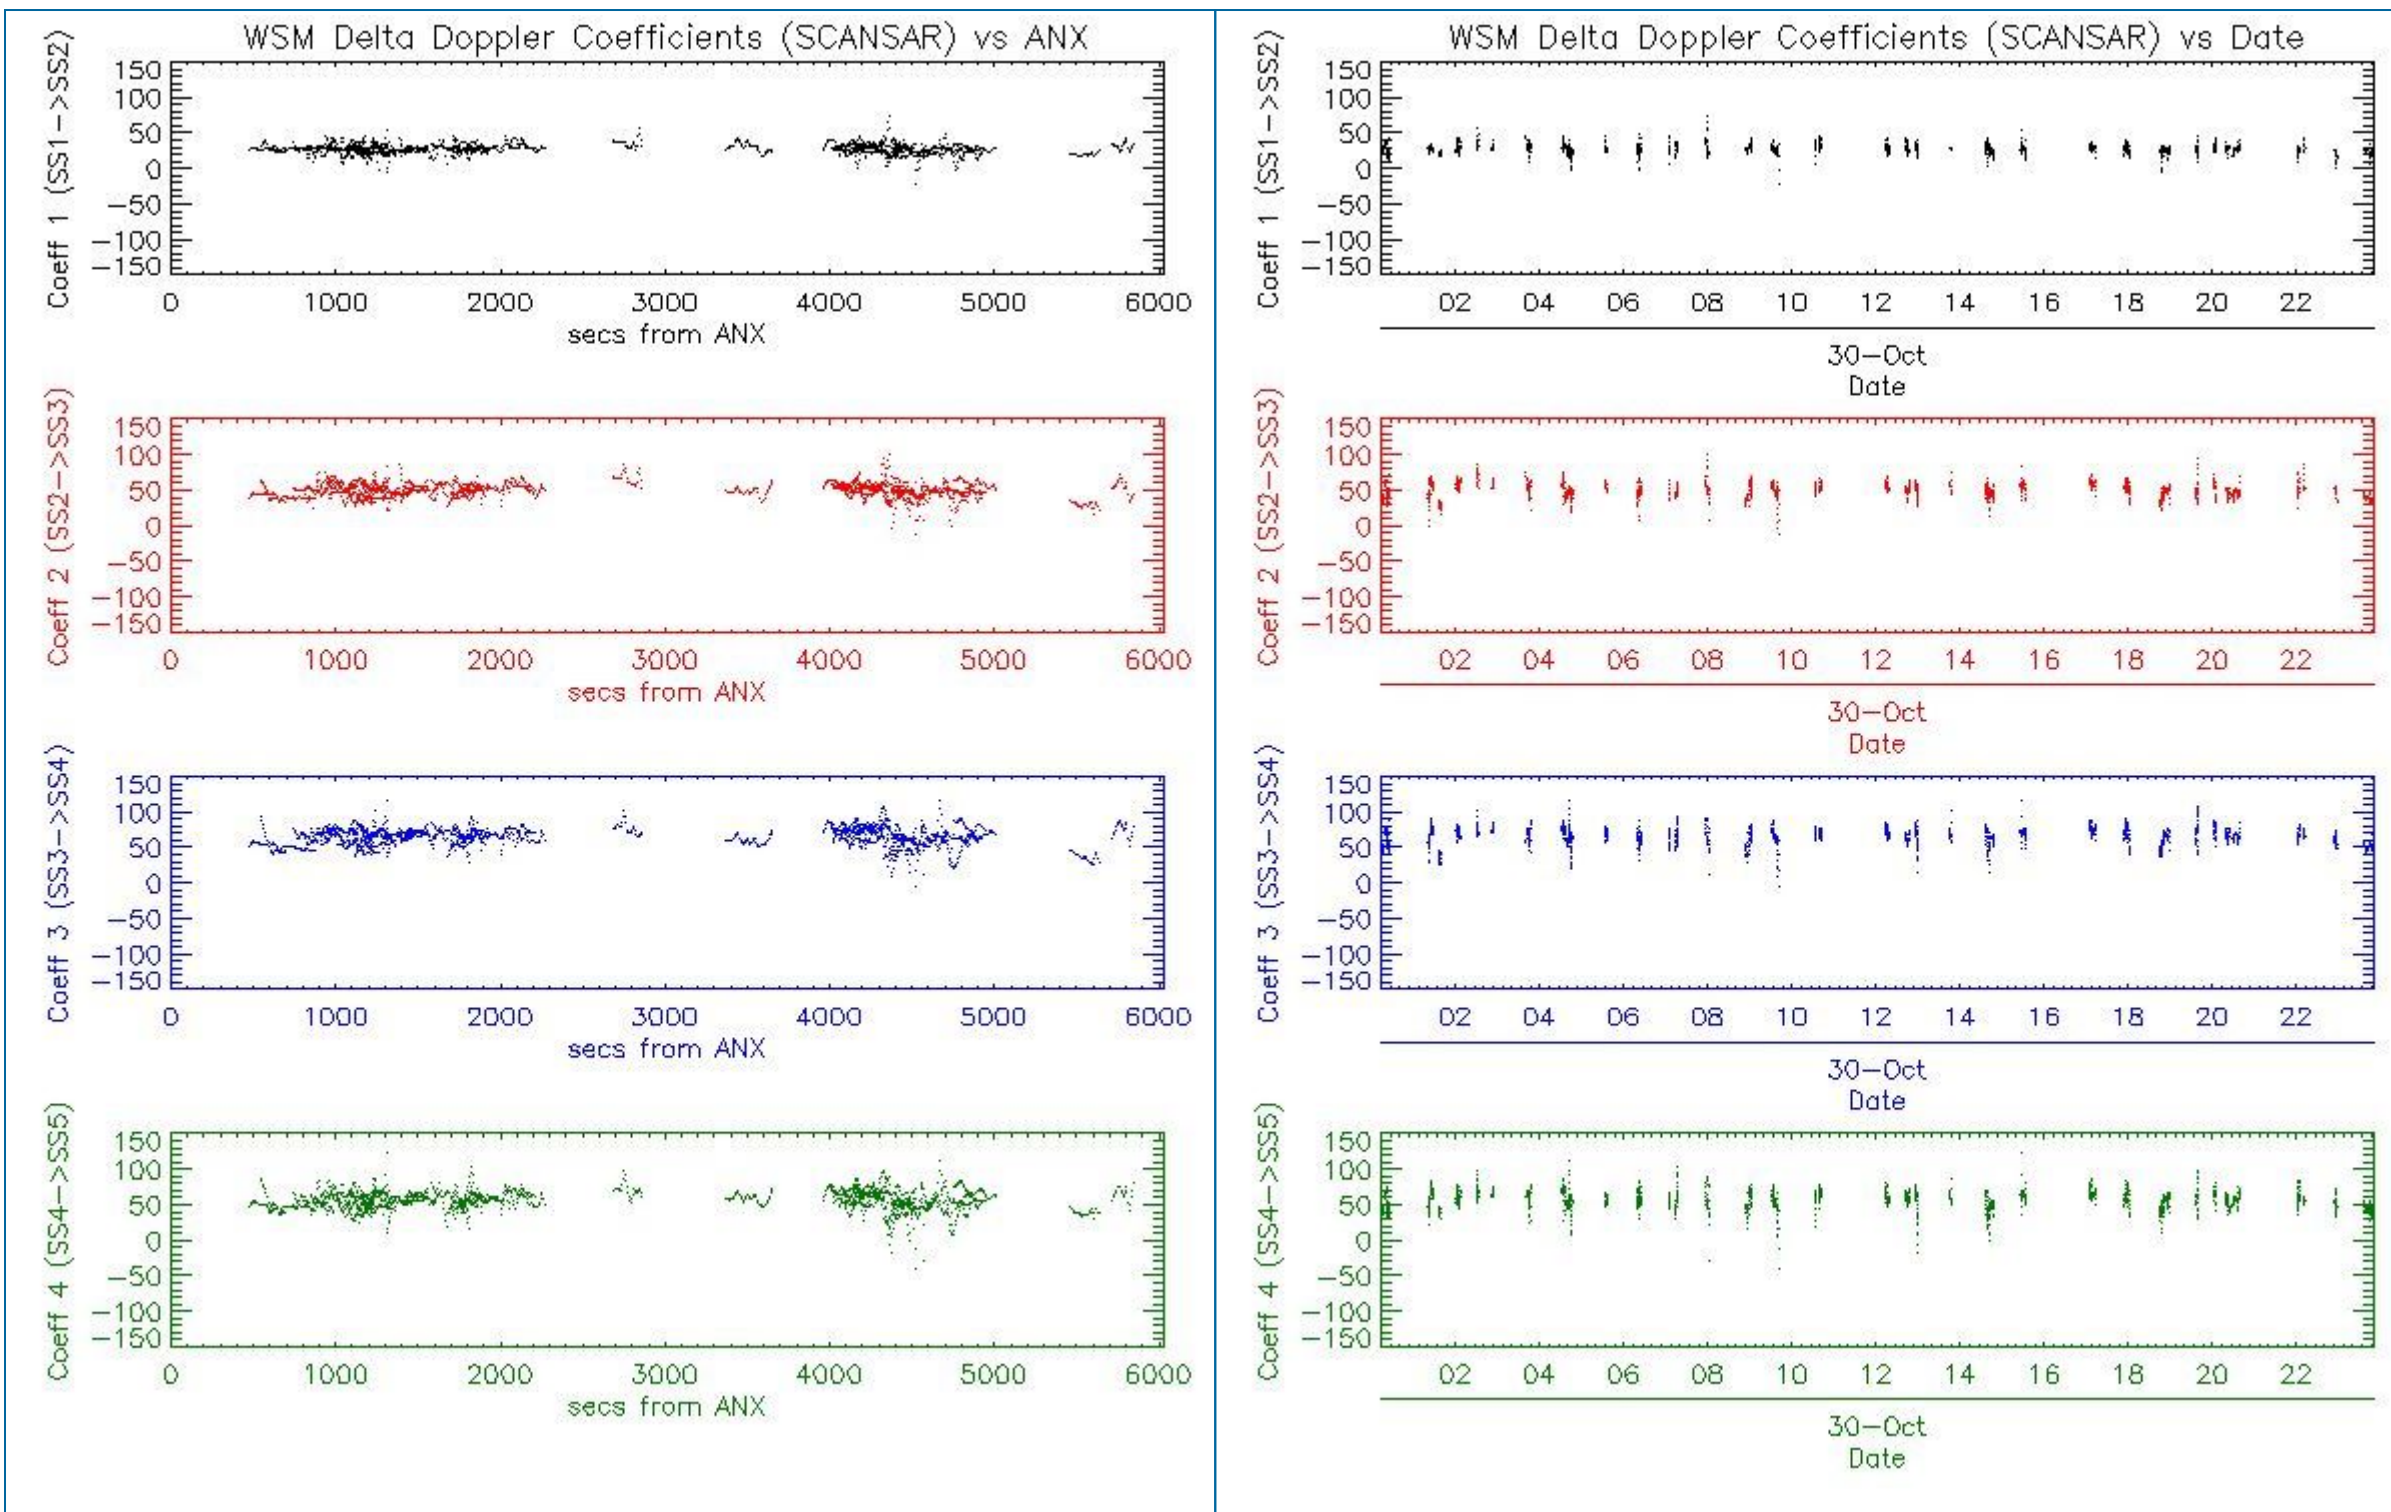 WSM Delta Doppler Coefficients (SCANSAR) vs ANX
Coeff 1 (SS1->SS2)
150
100
50
0
-50
-100
-150
0 1000 2000 3000 4000 5000 6000
secs from ANX
Coeff 2 (SS2->SS3)
150
100
50
0
-50
-100
-150
0 1000 2000 3000 4000 5000 6000
secs from ANX
Coeff 3 (SS3->SS4)
150
100
50
0
-50
-100
-150
0 1000 2000 3000 4000 5000 6000
secs from ANX
Coeff 4 (SS4->SS5)
150
100
50
0
-50
-100
-150
0 1000 2000 3000 4000 5000 6000
secs from ANX
WSM Delta Doppler Coefficients (SCANSAR) vs Date
Coeff 1 (SS1->SS2)
150
100
50
0
-50
-100
-150
02 04 06 08 10 12 14 16 18 20 22
30-Oct
Date
Coeff 2 (SS2->SS3)
150
100
50
0
-50
-100
-150
02 04 06 08 10 12 14 16 18 20 22
30-Oct
Date
Coeff 3 (SS3->SS4)
150
100
50
0
-50
-100
-150
02 04 06 08 10 12 14 16 18 20 22
30-Oct
Date
Coeff 4 (SS4->SS5)
150
100
50
0
-50
-100
-150
02 04 06 08 10 12 14 16 18 20 22
30-Oct
Date